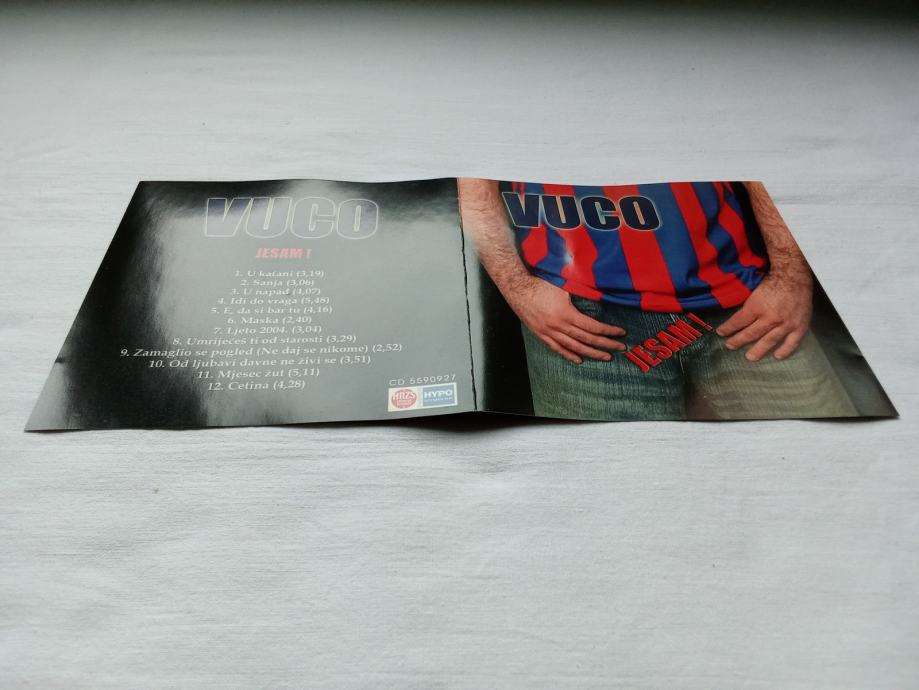 VUCO
JESAM !
1. U kafani (3,19)
2. Sanja (3,06)
3. U napad (4,07)
4. Idi do vraga (5,48)
5. E, da si bar tu (4,16)
6. Maska (2,40)
7. Ljeto 2004. (3,04)
8. Umriječeš ti od starosti (3,29)
9. Zamaglio se pogled (Ne daj se nikome) (2,52)
10. Od ljubavi davne ne živi se (3,51)
11. Mjesec žut (5,11)
12. Cetina (4,28)
CD 5590927
HNZS
HYPO
VUCO
JESAM !